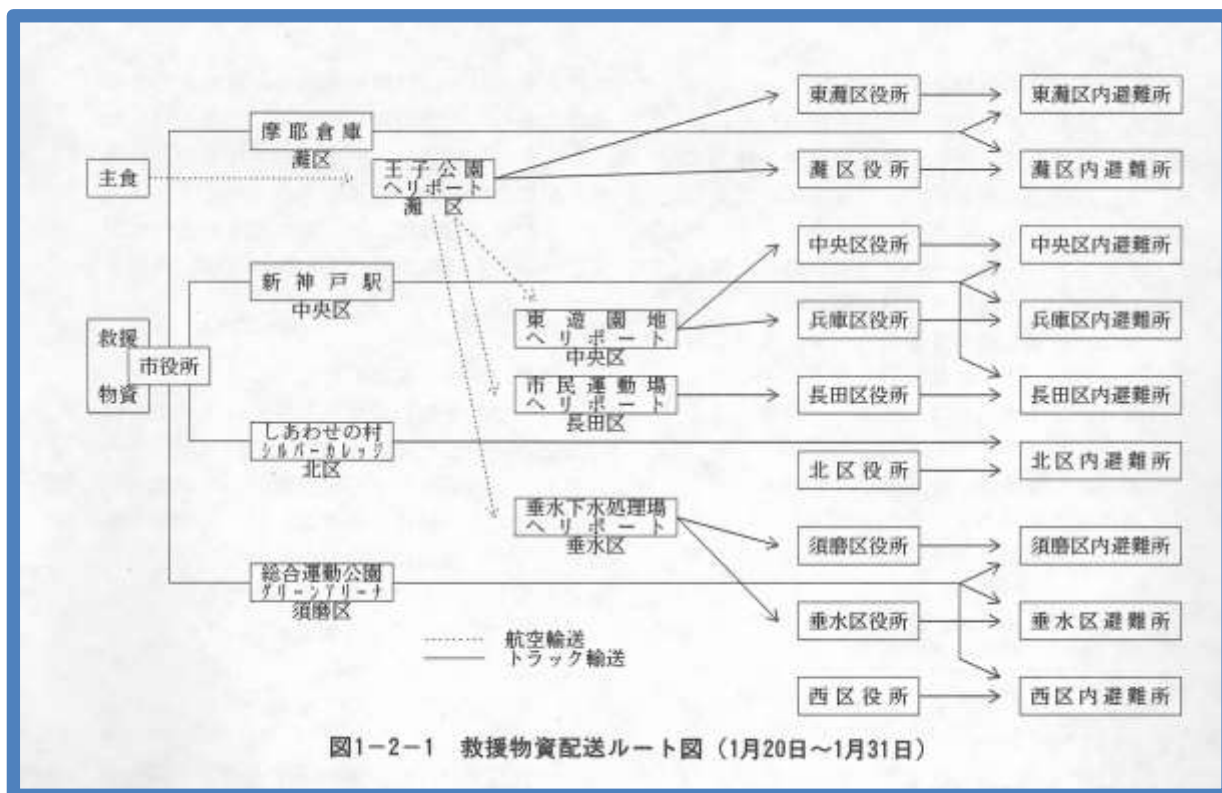 東灘区役所
東灘区内避難所
摩耶倉庫
灘区
主食
王子公園
ヘリポート
灘区
灘区役所
灘区内避難所
中央区役所
中央区内避難所
新神戸駅
中央区
東遊園地
ヘリポート
中央区
兵庫区役所
兵庫区内避難所
救援
物資
市役所
市民運動場
ヘリポート
長田区
長田区役所
長田区内避難所
しあわせの村
シルバーカレッジ
北区
北区役所
北区内避難所
垂水下水処理場
ヘリポート
垂水区
須磨区役所
須磨区内避難所
総合運動公園
グリーンアリーナ
須磨区
垂水区役所
垂水区避難所
航空輸送
トラック輸送
西区役所
西区内避難所
図1-2-1 救援物資配送ルート図(1月20日~1月31日)